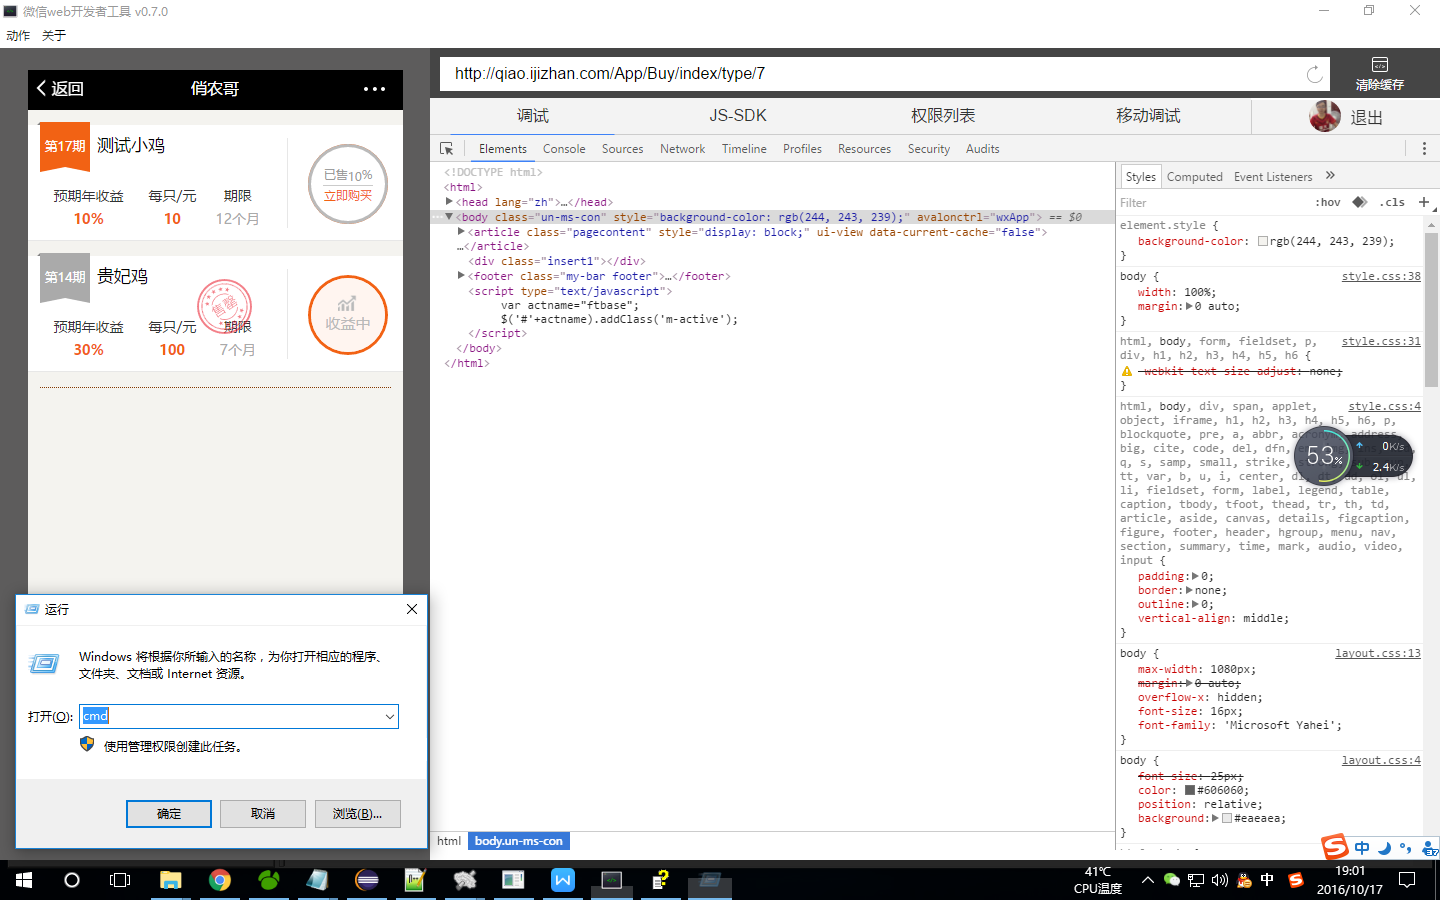 微信web开发者工具 v0.7.0
动作 关于
返回 俏农哥
第17期 测试小鸡
预期年收益 每只/元 期限
10% 10 12个月
已售10%
立即购买
第14期 贵妃鸡
售罄
预期年收益 每只/元 期限
30% 100 7个月
收益中
http://qiao.ijizhan.com/App/Buy/index/type/7
清除缓存
调试 JS-SDK 权限列表 移动调试 退出
Elements Console Sources Network Timeline Profiles Resources Security Audits
<!DOCTYPE html>
<html>
<head lang="zh">…</head>
<body class="un-ms-con" style="background-color: rgb(244, 243, 239);" avalonctrl="wxApp"> == $0
<article class="pagecontent" style="display: block;" ui-view data-current-cache="false">
…</article>
<div class="insert1"></div>
<footer class="my-bar footer">…</footer>
<script type="text/javascript">
var actname="ftbase";
$('#'+actname).addClass('m-active');
</script>
</body>
</html>
html body.un-ms-con
Styles Computed Event Listeners »
Filter :hov .cls +
element.style {
background-color: rgb(244, 243, 239);
}
body { style.css:38
width: 100%;
margin: 0 auto;
}
html, body, form, fieldset, p, style.css:31
div, h1, h2, h3, h4, h5, h6 {
-webkit-text-size-adjust: none;
}
html, body, div, span, applet, style.css:4
object, iframe, h1, h2, h3, h4, h5, h6, p,
blockquote, pre, a, abbr,
big, cite, code, del, dfn,
q, s, samp, small, strike,
tt, var, b, u, i, center,
li, fieldset, form, label, legend, table,
caption, tbody, tfoot, thead, tr, th, td,
article, aside, canvas, details, figcaption,
figure, footer, header, hgroup, menu, nav,
section, summary, time, mark, audio, video,
input {
padding: 0;
border: none;
outline: 0;
vertical-align: middle;
}
body { layout.css:13
max-width: 1080px;
margin: 0 auto;
overflow-x: hidden;
font-size: 16px;
font-family: 'Microsoft Yahei';
}
body { layout.css:4
font-size: 25px;
color: #606060;
position: relative;
background: #eaeaea;
}
53%
0K/s
2.4K/s
运行
Windows 将根据你所输入的名称，为你打开相应的程序、
文件夹、文档或 Internet 资源。
打开(O): cmd
使用管理权限创建此任务。
确定 取消 浏览(B)...
中
37
41℃
CPU温度
中
19:01
2016/10/17